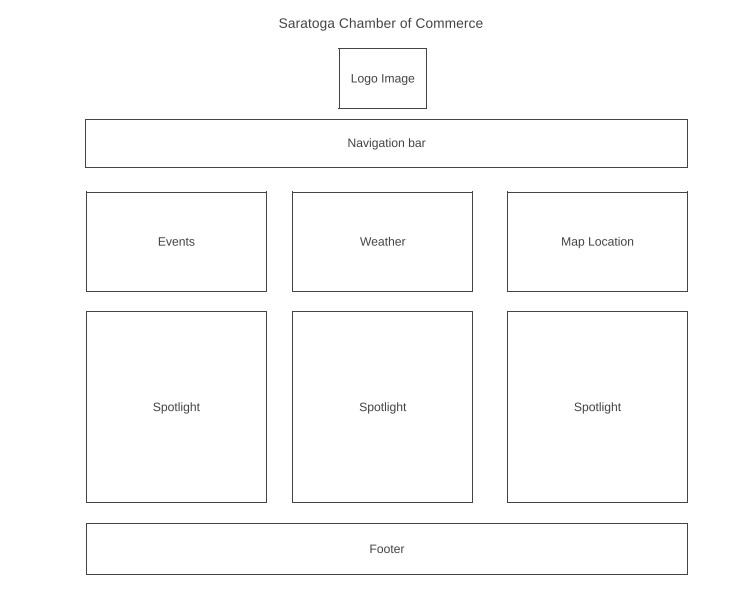 Saratoga Chamber of Commerce
Logo Image
Navigation bar
Events
Weather
Map Location
Spotlight
Spotlight
Spotlight
Footer